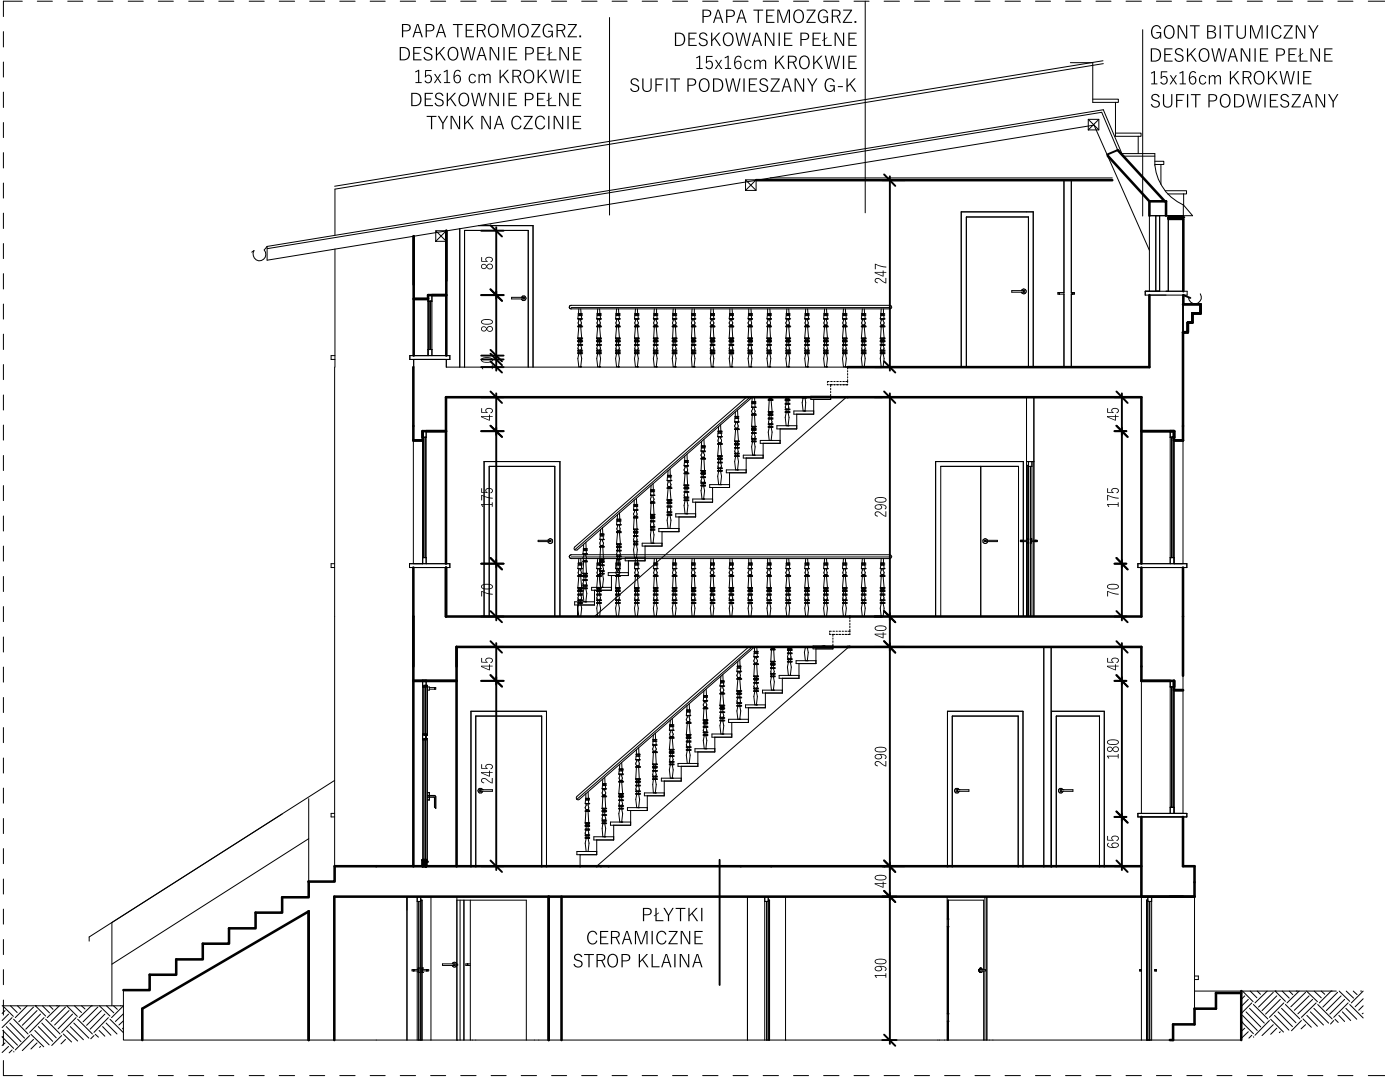 PAPA TEROMOZGRZ.
DESKOWANIE PEŁNE
15x16 cm KROKWIE
DESKOWNIE PEŁNE
TYNK NA CZCINIE
PAPA TEMOZGRZ.
DESKOWANIE PEŁNE
15x16cm KROKWIE
SUFIT PODWIESZANY G-K
GONT BITUMICZNY
DESKOWANIE PEŁNE
15x16cm KROKWIE
SUFIT PODWIESZANY
85
80
247
45
175
70
290
45
175
70
40
45
245
290
45
180
65
40
190
PŁYTKI
CERAMICZNE
STROP KLAINA